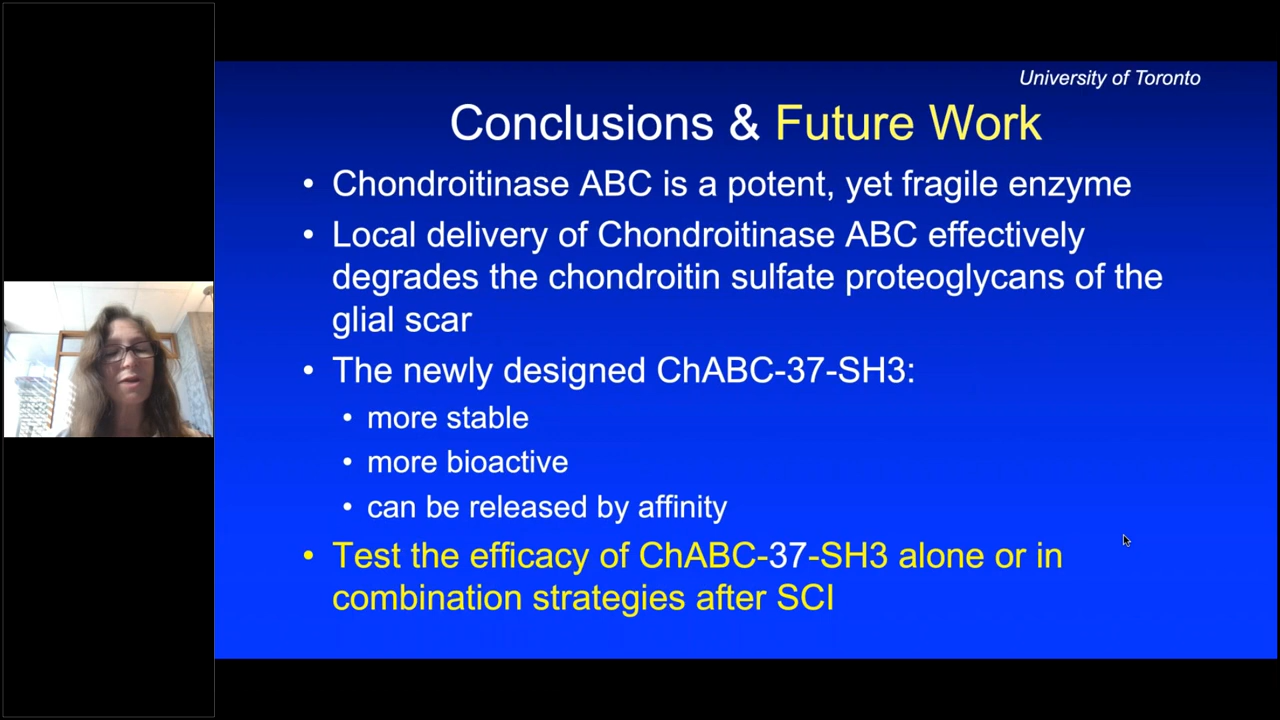 University of Toronto
Conclusions & Future Work
• Chondroitinase ABC is a potent, yet fragile enzyme
• Local delivery of Chondroitinase ABC effectively
degrades the chondroitin sulfate proteoglycans of the
glial scar
• The newly designed ChABC-37-SH3:
• more stable
• more bioactive
• can be released by affinity
• Test the efficacy of ChABC-37-SH3 alone or in
combination strategies after SCI